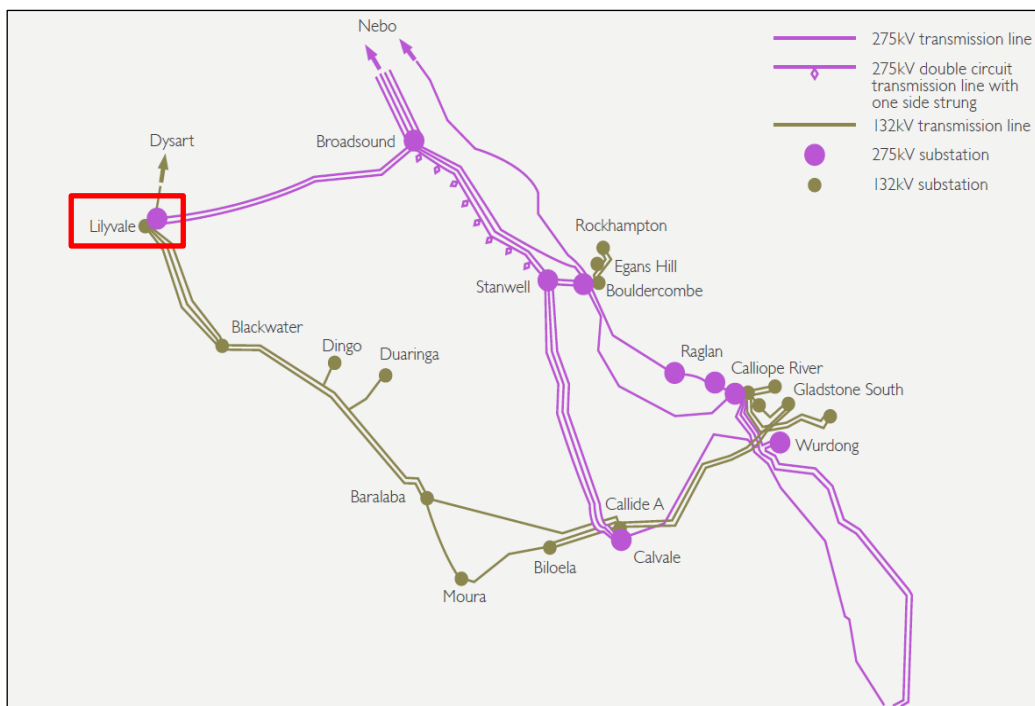 Nebo
275kV transmission line
275kV double circuit
transmission line with
one side strung
132kV transmission line
275kV substation
132kV substation
Dysart
Broadsound
Lilyvale
Rockhampton
Egans Hill
Stanwell
Bouldercombe
Blackwater
Dingo
Duaringa
Raglan
Calliope River
Gladstone South
Wurdong
Baralaba
Callide A
Biloela
Calvale
Moura